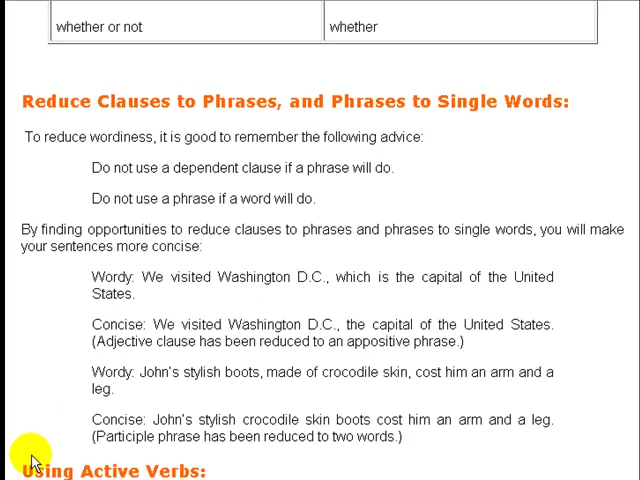 whether or not
whether
Reduce Clauses to Phrases, and Phrases to Single Words:
To reduce wordiness, it is good to remember the following advice:
Do not use a dependent clause if a phrase will do.
Do not use a phrase if a word will do.
By finding opportunities to reduce clauses to phrases and phrases to single words, you will make
your sentences more concise:
Wordy: We visited Washington D.C., which is the capital of the United
States.
Concise: We visited Washington D.C., the capital of the United States.
(Adjective clause has been reduced to an appositive phrase.)
Wordy: John's stylish boots, made of crocodile skin, cost him an arm and a
leg.
Concise: John's stylish crocodile skin boots cost him an arm and a leg.
(Participle phrase has been reduced to two words.)
Using Active Verbs: